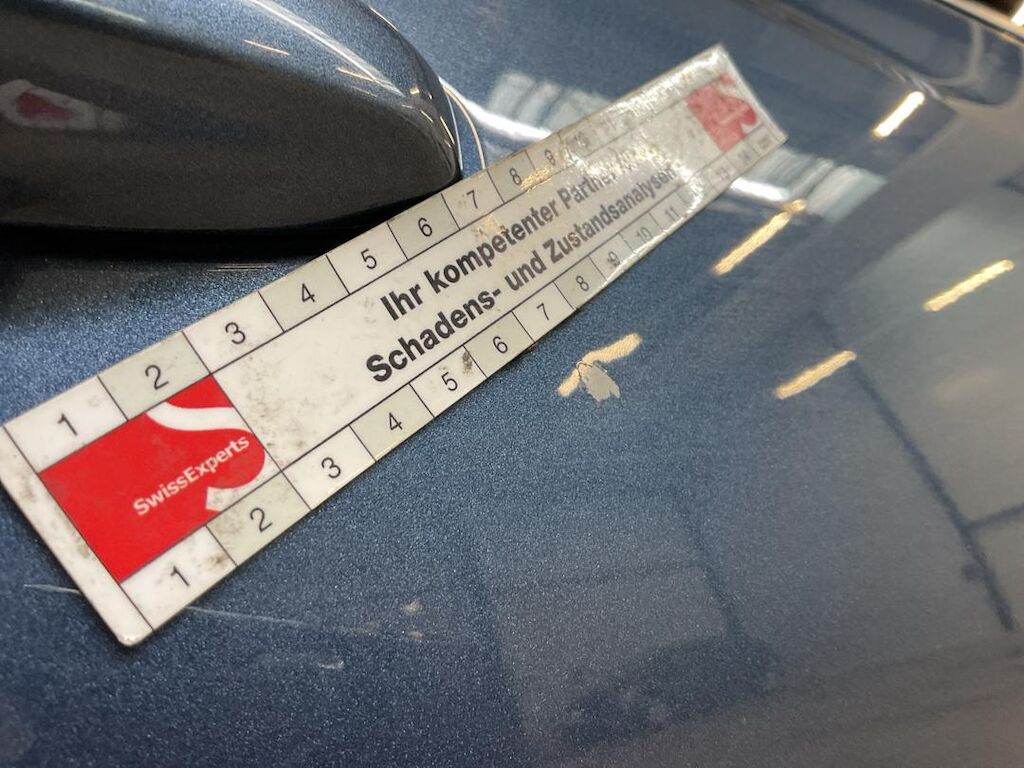 1 2 3 4 5 6 7 8 9 10
Ihr kompetenter Partner
Schadens- und Zustandsanalysen
SwissExperts
1 2 3 4 5 6 7 8 9 10 11